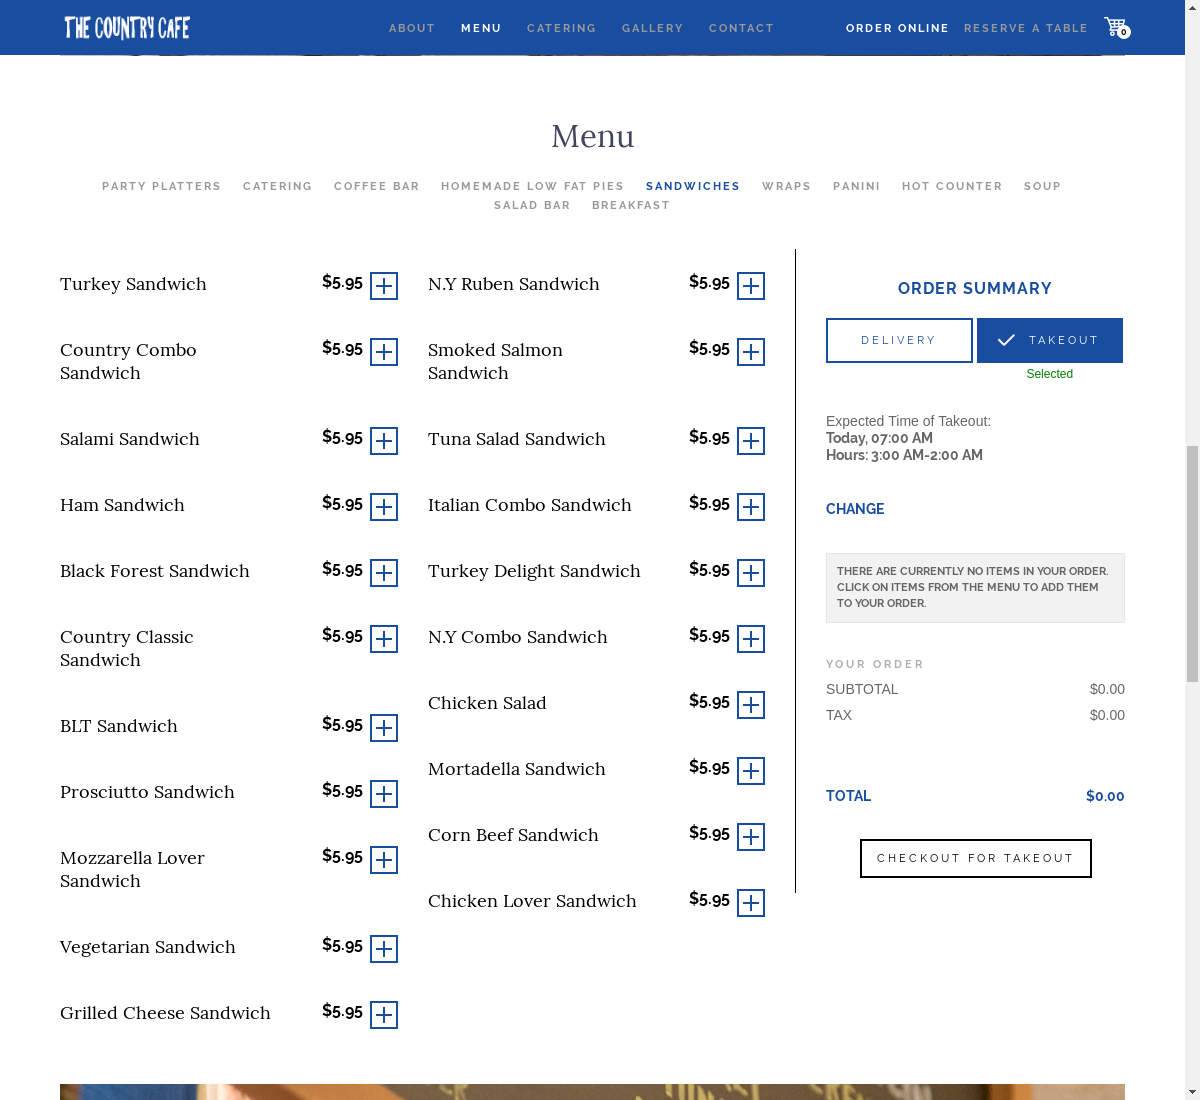 THE COUNTRY CAFE
ABOUT MENU CATERING GALLERY CONTACT ORDER ONLINE RESERVE A TABLE 0
Menu
PARTY PLATTERS CATERING COFFEE BAR HOMEMADE LOW FAT PIES SANDWICHES WRAPS PANINI HOT COUNTER SOUP
SALAD BAR BREAKFAST
Turkey Sandwich $5.95
Country Combo $5.95
Sandwich
Salami Sandwich $5.95
Ham Sandwich $5.95
Black Forest Sandwich $5.95
Country Classic $5.95
Sandwich
BLT Sandwich $5.95
Prosciutto Sandwich $5.95
Mozzarella Lover $5.95
Sandwich
Vegetarian Sandwich $5.95
Grilled Cheese Sandwich $5.95
N.Y Ruben Sandwich $5.95
Smoked Salmon $5.95
Sandwich
Tuna Salad Sandwich $5.95
Italian Combo Sandwich $5.95
Turkey Delight Sandwich $5.95
N.Y Combo Sandwich $5.95
Chicken Salad $5.95
Mortadella Sandwich $5.95
Corn Beef Sandwich $5.95
Chicken Lover Sandwich $5.95
ORDER SUMMARY
DELIVERY TAKEOUT
Selected
Expected Time of Takeout:
Today, 07:00 AM
Hours: 3:00 AM-2:00 AM
CHANGE
THERE ARE CURRENTLY NO ITEMS IN YOUR ORDER.
CLICK ON ITEMS FROM THE MENU TO ADD THEM
TO YOUR ORDER.
YOUR ORDER
SUBTOTAL $0.00
TAX $0.00
TOTAL $0.00
CHECKOUT FOR TAKEOUT